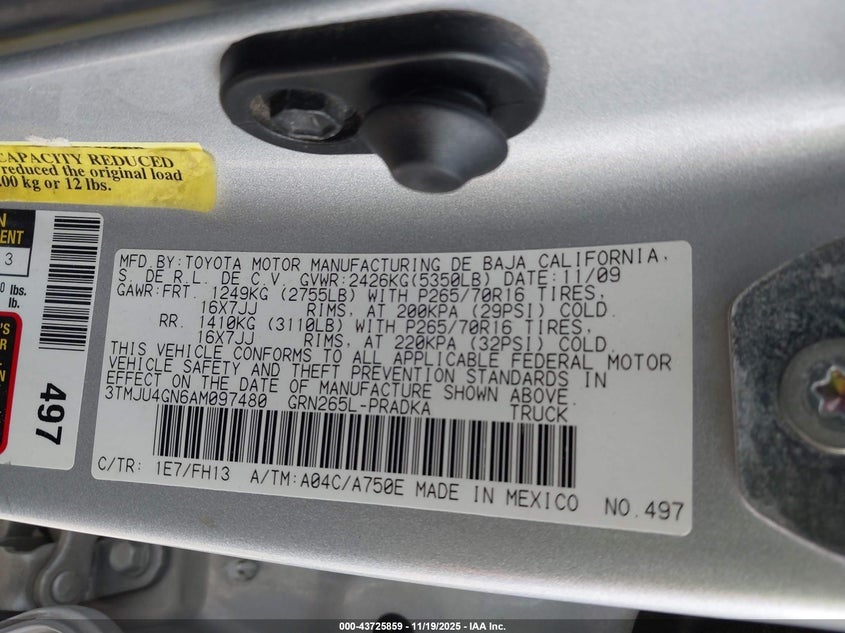 CAPACITY REDUCED
reduced the original load
00 kg or 12 lbs.
N
ENT
3
0 lbs.
lb.
'S
R
N
497
MFD.BY:TOYOTA MOTOR MANUFACTURING DE BAJA CALIFORNIA,
S. DE R.L. DE C.V. GVWR:2426KG(5350LB) DATE:11/09
GAWR:FRT. 1249KG (2755LB) WITH P265/70R16 TIRES,
16X7JJ RIMS, AT 200KPA (29PSI) COLD.
RR. 1410KG (3110LB) WITH P265/70R16 TIRES,
16X7JJ RIMS, AT 220KPA (32PSI) COLD.
THIS VEHICLE CONFORMS TO ALL APPLICABLE FEDERAL MOTOR
VEHICLE SAFETY AND THEFT PREVENTION STANDARDS IN
EFFECT ON THE DATE OF MANUFACTURE SHOWN ABOVE.
3TMJU4GN6AM097480 GRN265L-PRADKA TRUCK
C/TR: 1E7/FH13 A/TM:A04C/A750E MADE IN MEXICO NO.497
000-43725859 - 11/19/2025 - IAA Inc.